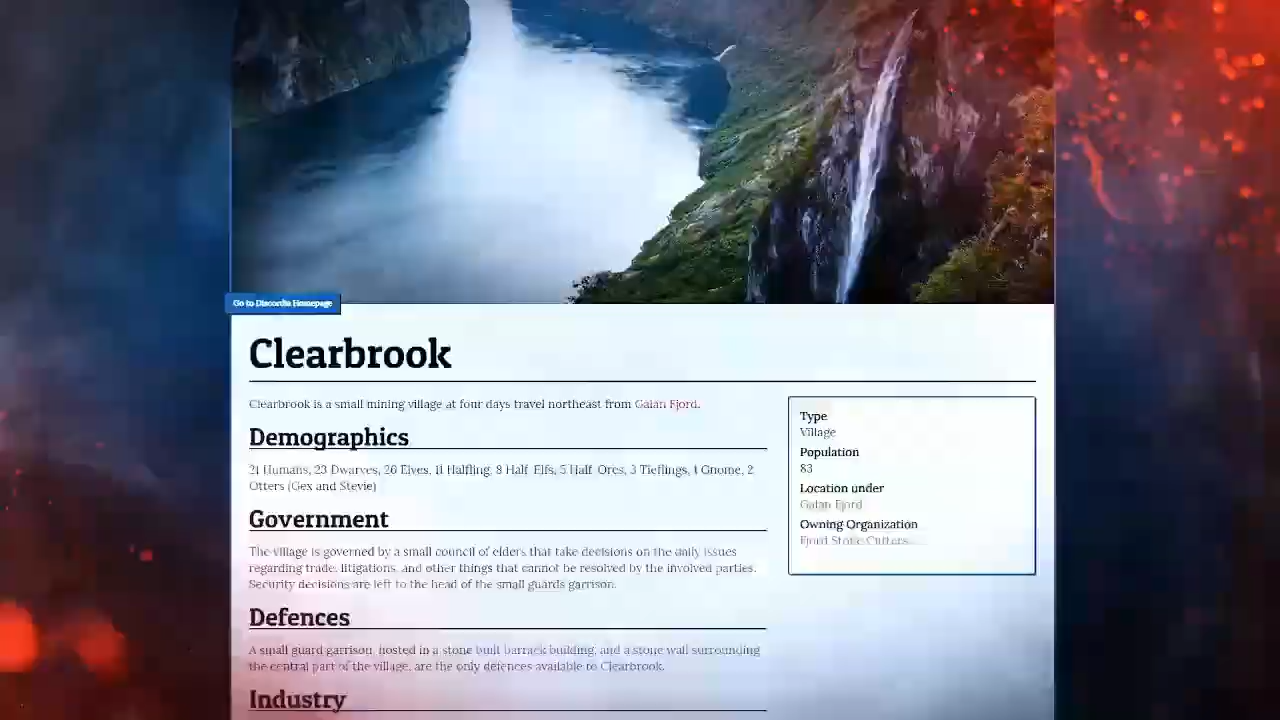 Go to Discordia Homepage
Clearbrook
Clearbrook is a small mining village at four days travel northeast from Gaian Fjord.
Demographics
21 Humans, 23 Dwarves, 26 Elves, 11 Halfling, 8 Half-Elfs, 5 Half-Orcs, 3 Tieflings, 1 Gnome, 2
Otters (Gex and Stevie)
Government
The village is governed by a small council of elders that take decisions on the daily issues
regarding trade, litigations, and other things that cannot be resolved by the involved parties.
Security decisions are left to the head of the small guards garrison.
Defences
A small guard garrison, hosted in a stone built barrack building, and a stone wall surrounding
the central part of the village, are the only defences available to Clearbrook.
Industry
Type
Village
Population
83
Location under
Gaian Fjord
Owning Organization
Fjord Stone Cutters